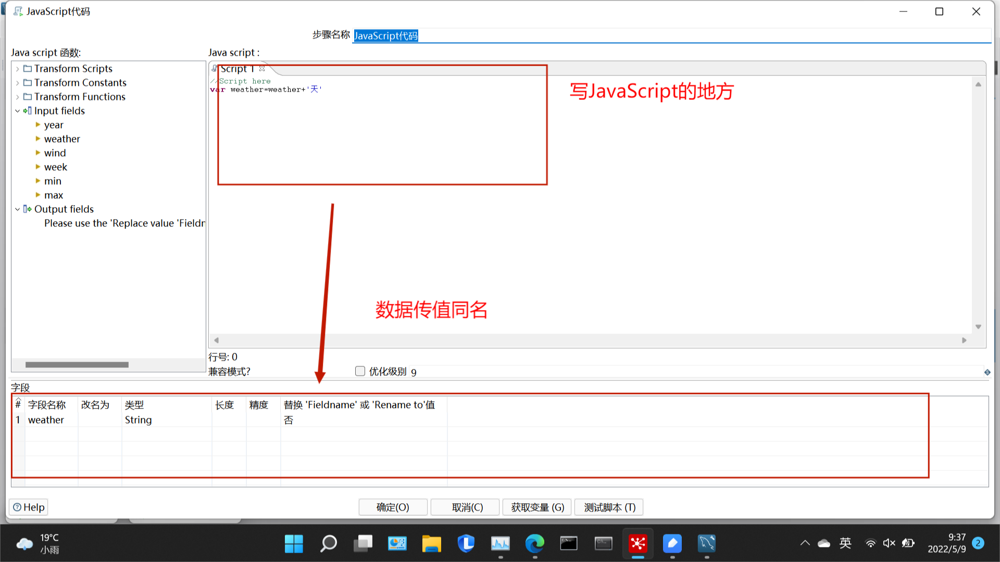 JavaScript代码
步骤名称 JavaScript代码
Java script 函数:
Java script :
Transform Scripts
Transform Constants
Transform Functions
Input fields
year
weather
wind
week
min
max
Output fields
Please use the 'Replace value 'Fieldn
Script 1
//Script here
var weather=weather+'天'
写JavaScript的地方
数据传值同名
行号: 0
兼容模式?
优化级别 9
字段
# 字段名称 改名为 类型 长度 精度 替换 'Fieldname' 或 'Rename to'值
1 weather String 否
Help
确定(O) 取消(C) 获取变量 (G) 测试脚本 (T)
19°C
小雨
英
9:37
2022/5/9
2